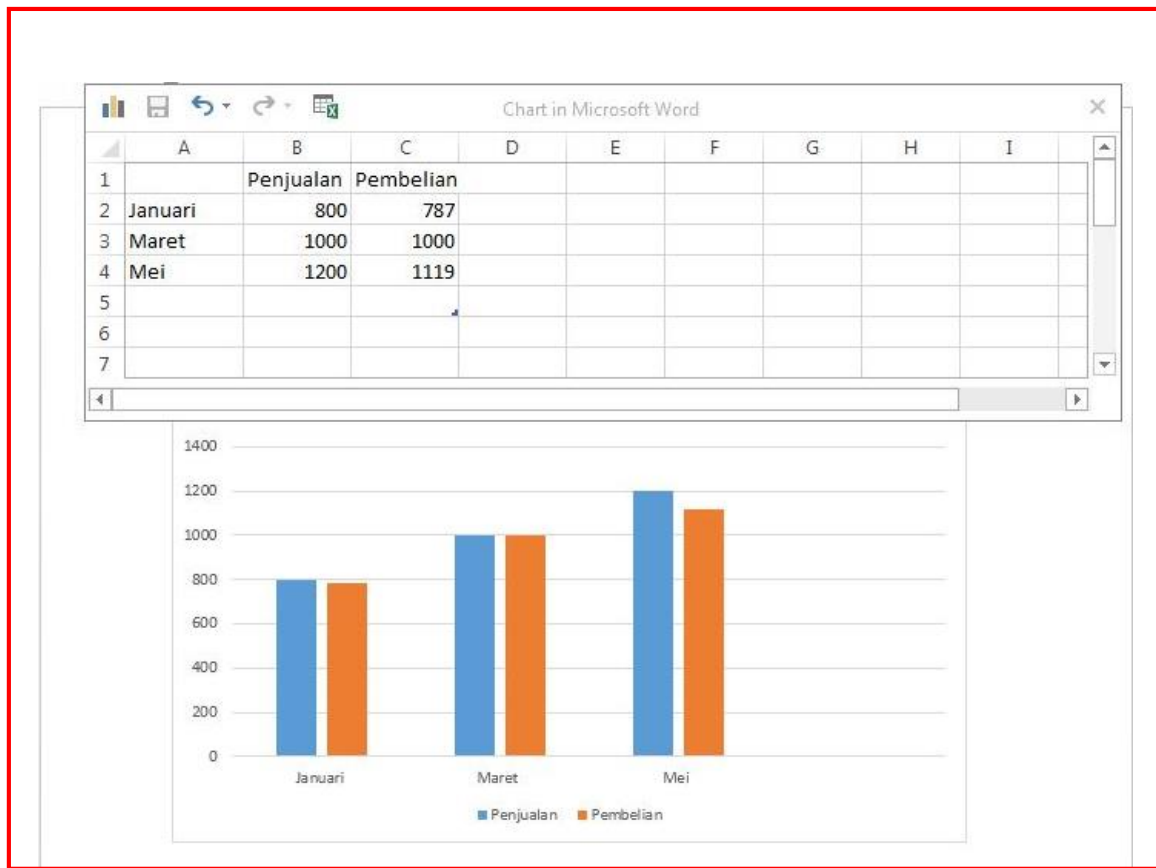 Chart in Microsoft Word
A B C D E F G H I
1 Penjualan Pembelian
2 Januari 800 787
3 Maret 1000 1000
4 Mei 1200 1119
5
6
7
1400
1200
1000
800
600
400
200
0
Januari Maret Mei
Penjualan Pembelian